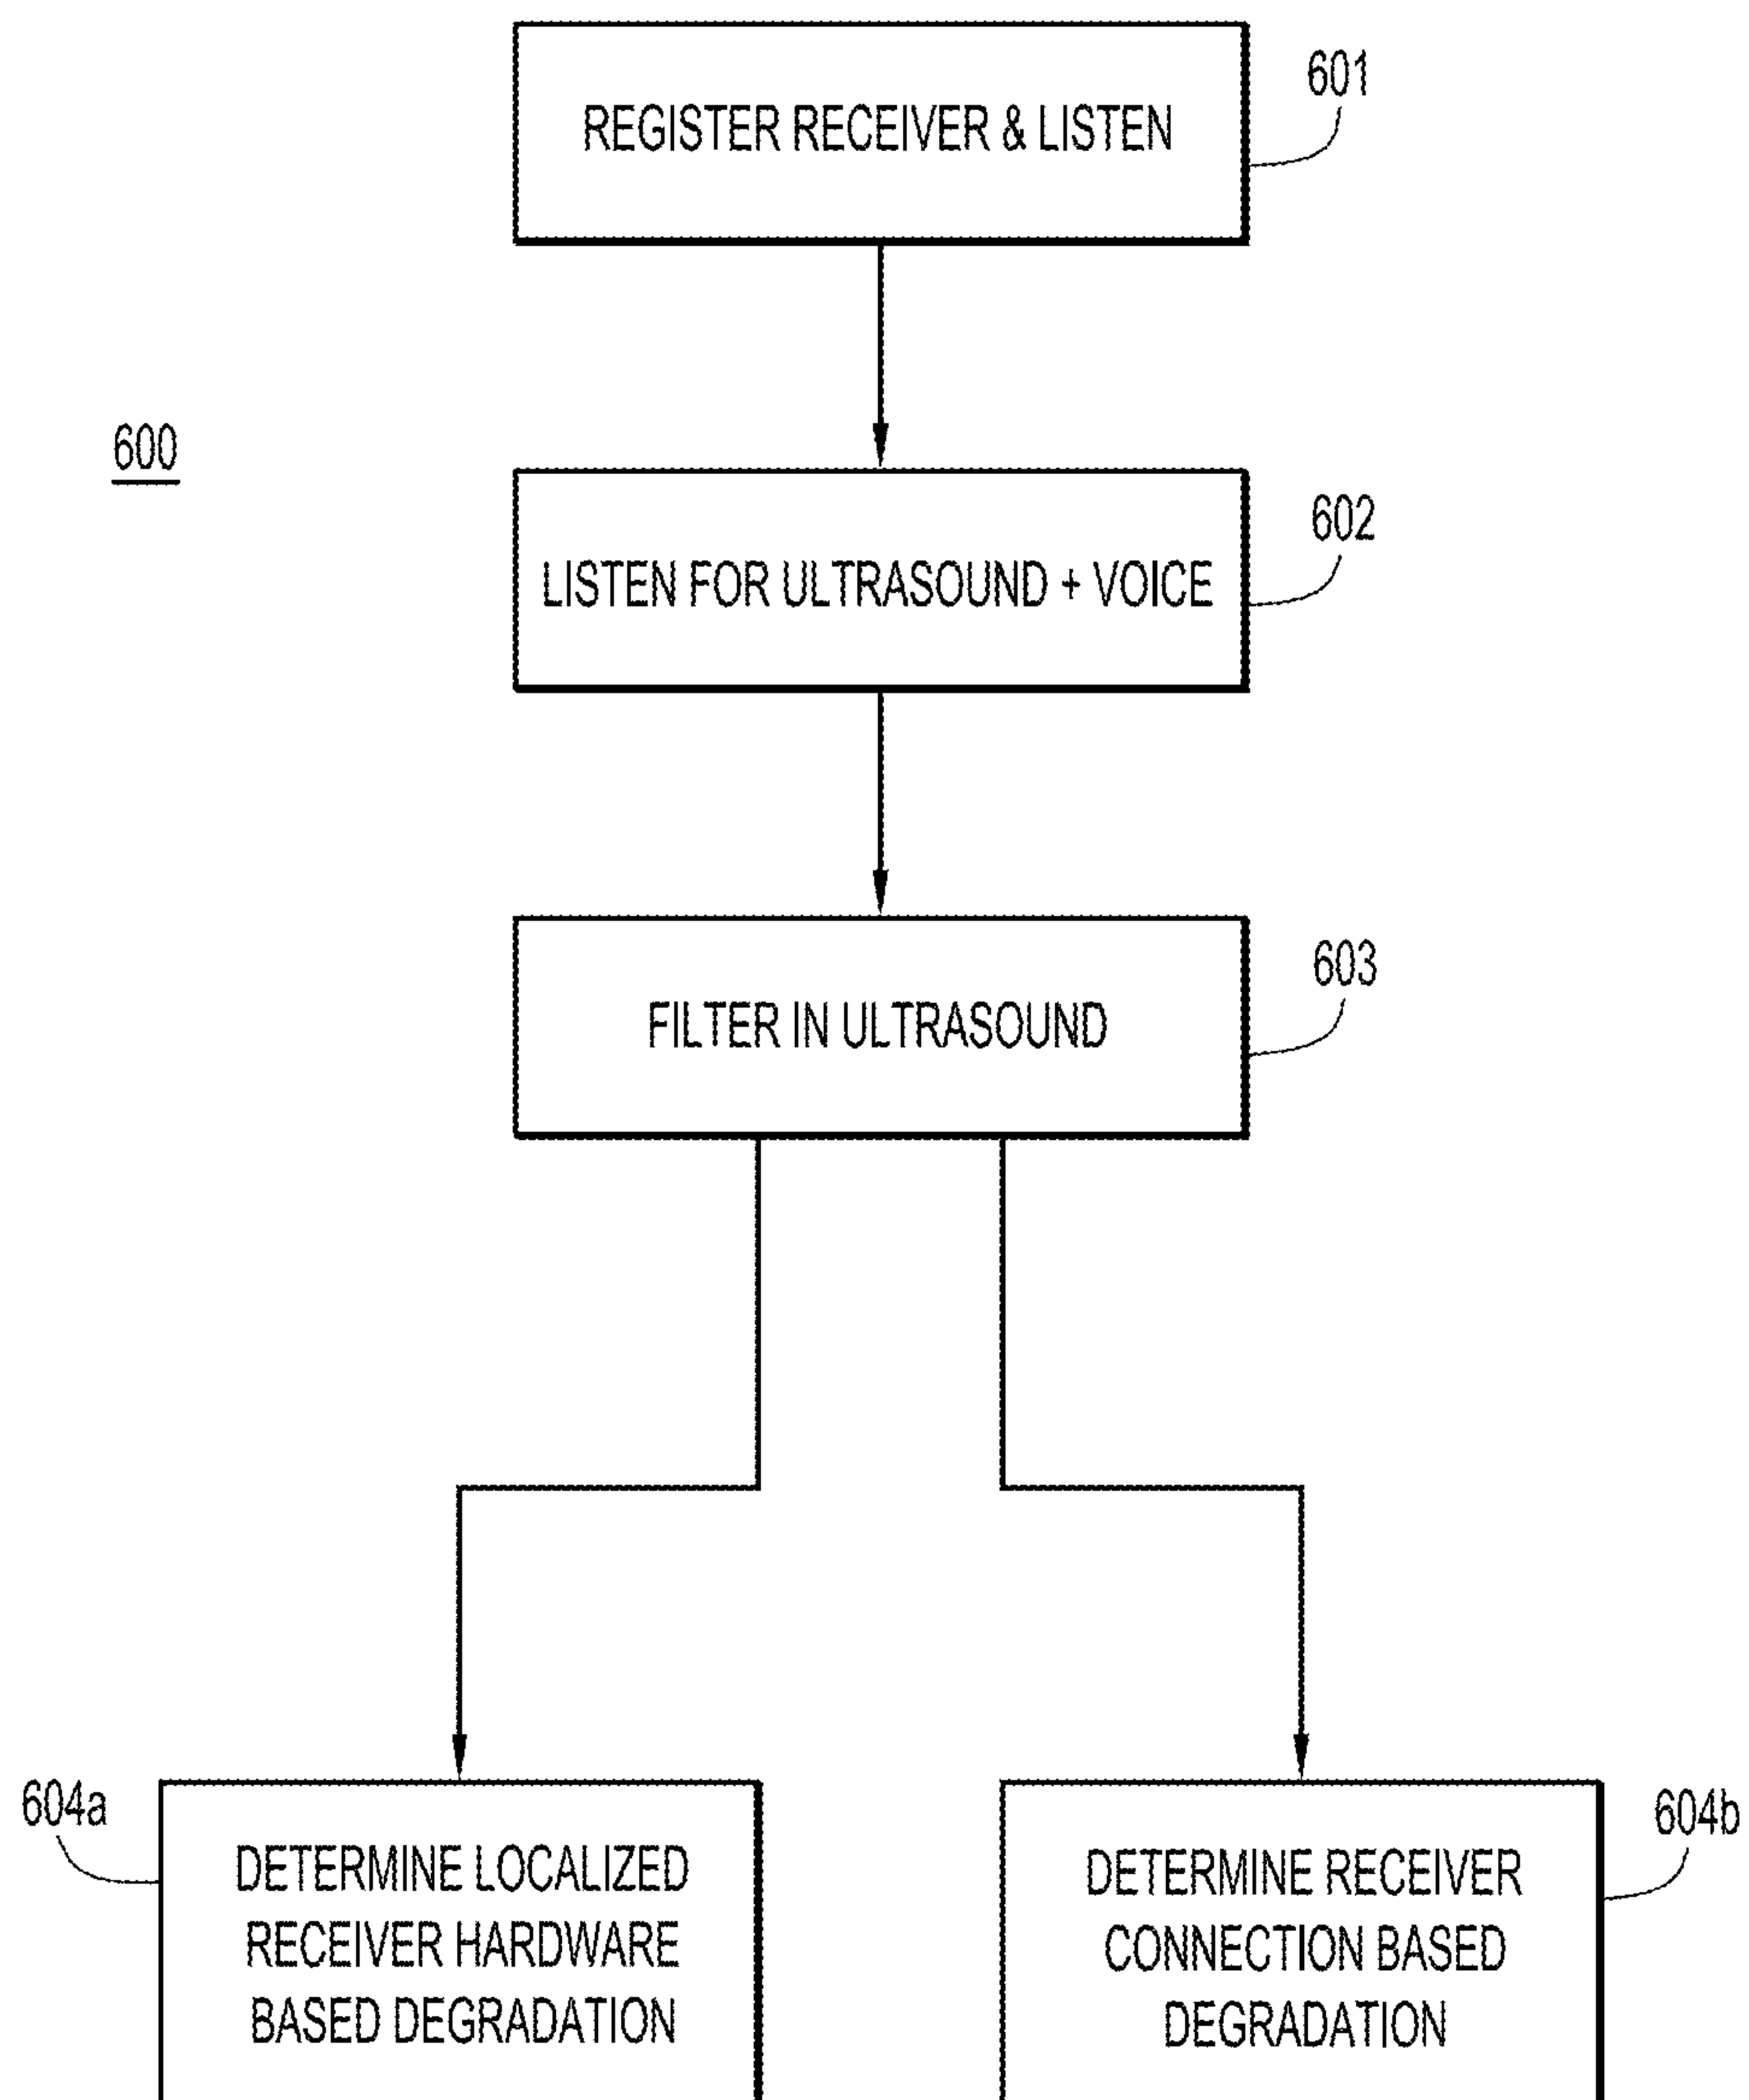 REGISTER RECEIVER & LISTEN
601
600
LISTEN FOR ULTRASOUND + VOICE
602
FILTER IN ULTRASOUND
603
604a
DETERMINE LOCALIZED
RECEIVER HARDWARE
BASED DEGRADATION
DETERMINE RECEIVER
CONNECTION BASED
DEGRADATION
604b